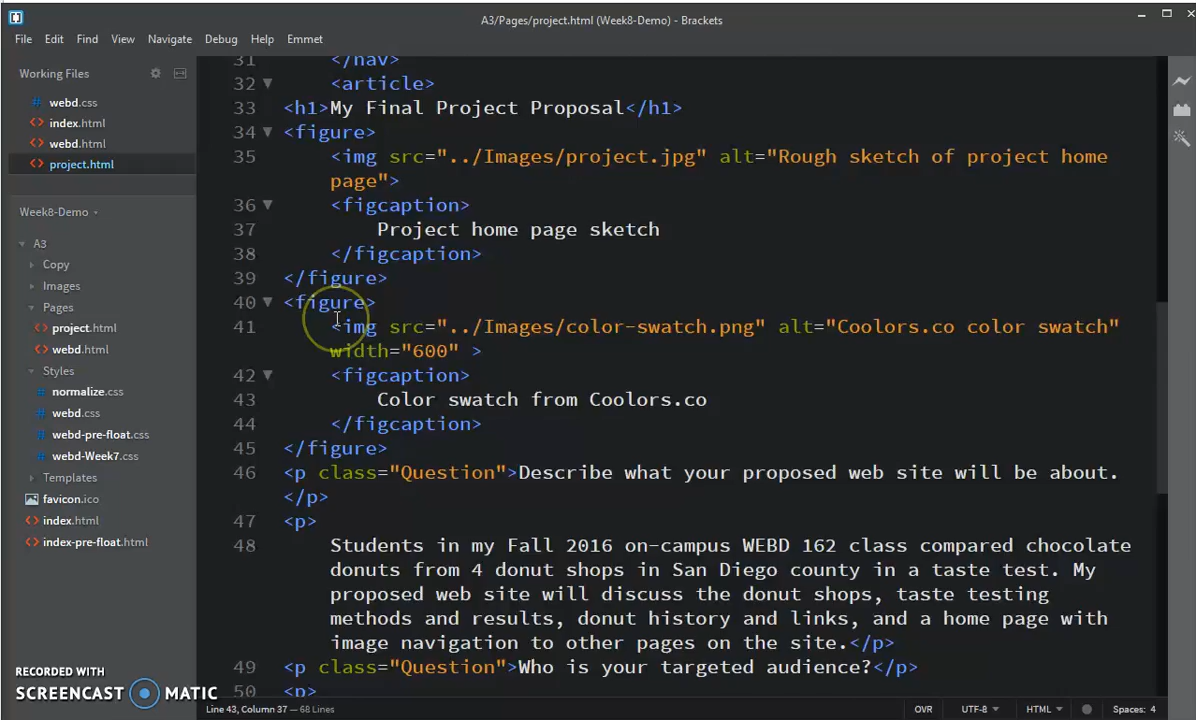 A3/Pages/project.html (Week8-Demo) - Brackets
File Edit Find View Navigate Debug Help Emmet
Working Files
webd.css
index.html
webd.html
project.html
Week8-Demo
A3
Copy
Images
Pages
project.html
webd.html
Styles
normalize.css
webd.css
webd-pre-float.css
webd-Week7.css
Templates
favicon.ico
index.html
index-pre-float.html
31 </nav>
32 <article>
33 <h1>My Final Project Proposal</h1>
34 <figure>
35 <img src="../Images/project.jpg" alt="Rough sketch of project home
page">
36 <figcaption>
37 Project home page sketch
38 </figcaption>
39 </figure>
40 <figure>
41 <img src="../Images/color-swatch.png" alt="Coolors.co color swatch"
width="600" >
42 <figcaption>
43 Color swatch from Coolors.co
44 </figcaption>
45 </figure>
46 <p class="Question">Describe what your proposed web site will be about.
</p>
47 <p>
48 Students in my Fall 2016 on-campus WEBD 162 class compared chocolate
donuts from 4 donut shops in San Diego county in a taste test. My
proposed web site will discuss the donut shops, taste testing
methods and results, donut history and links, and a home page with
image navigation to other pages on the site.</p>
49 <p class="Question">Who is your targeted audience?</p>
50 <p>
RECORDED WITH
SCREENCAST MATIC
Line 43, Column 37 — 68 Lines
OVR UTF-8 HTML Spaces: 4